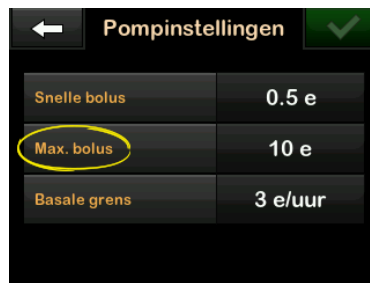 Pompinstellingen
Snelle bolus 0.5 e
Max. bolus 10 e
Basale grens 3 e/uur